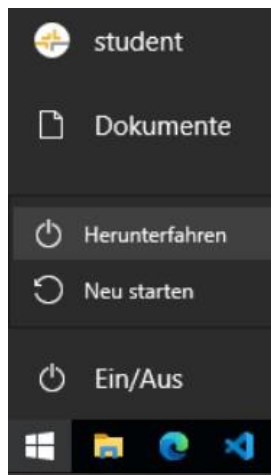 student
Dokumente
Herunterfahren
Neu starten
Ein/Aus